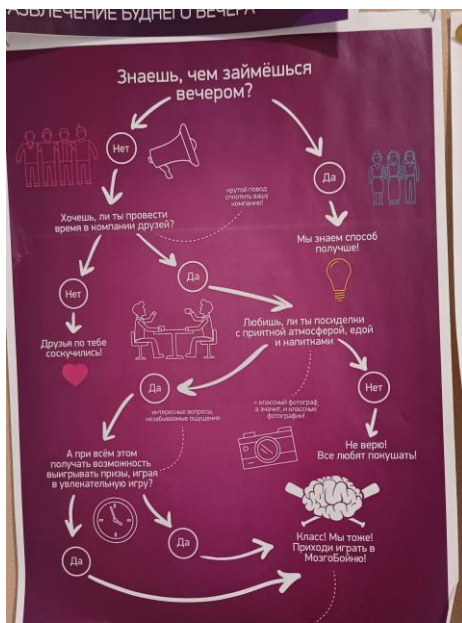 АЗВЛЕЧЕНИЕ БУДНЕГО ВЕЧЕРА
Знаешь, чем займёшься
вечером?
Нет
Да
крутой повод
сплотить вашу
компанию!
Хочешь, ли ты провести
время в компании друзей?
Мы знаем способ
получше!
Нет
Да
Друзья по тебе
соскучились!
Любишь, ли ты посиделки
с приятной атмосферой, едой
и напитками
Да
Нет
интересные вопросы,
незабываемые ощущения
+ классный фотограф,
а значит, и классные
фотографии!
Не верю!
Все любят покушать!
А при всём этом
получать возможность
выигрывать призы, играя
в увлекательную игру?
Да
Да
Класс! Мы тоже!
Приходи играть в
МозгоБойню!